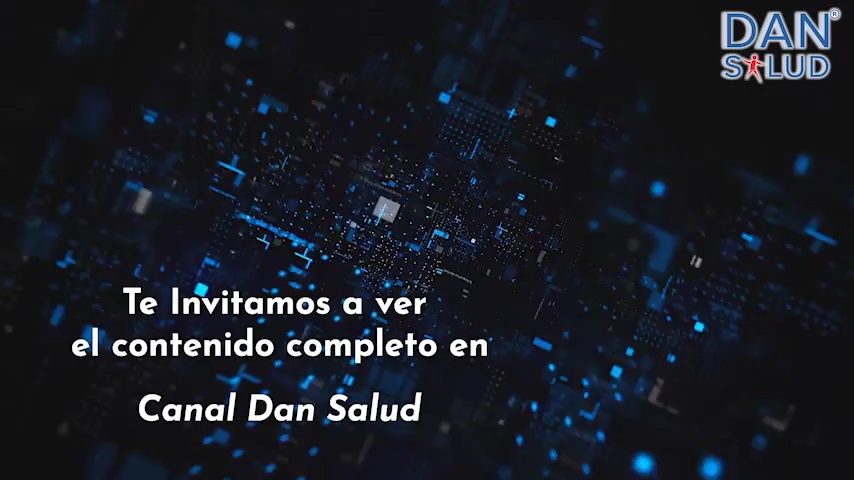 DAN®
SALUD
Te Invitamos a ver
el contenido completo en
Canal Dan Salud